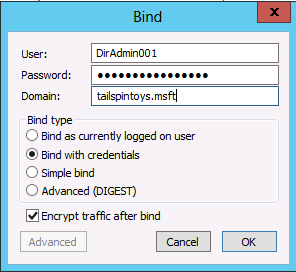 Bind
x
User: DirAdmin001
Password: ●●●●●●●●●●●●●●●●
Domain: tailspintoys.msft
Bind type
Bind as currently logged on user
Bind with credentials
Simple bind
Advanced (DIGEST)
Encrypt traffic after bind
Advanced Cancel OK